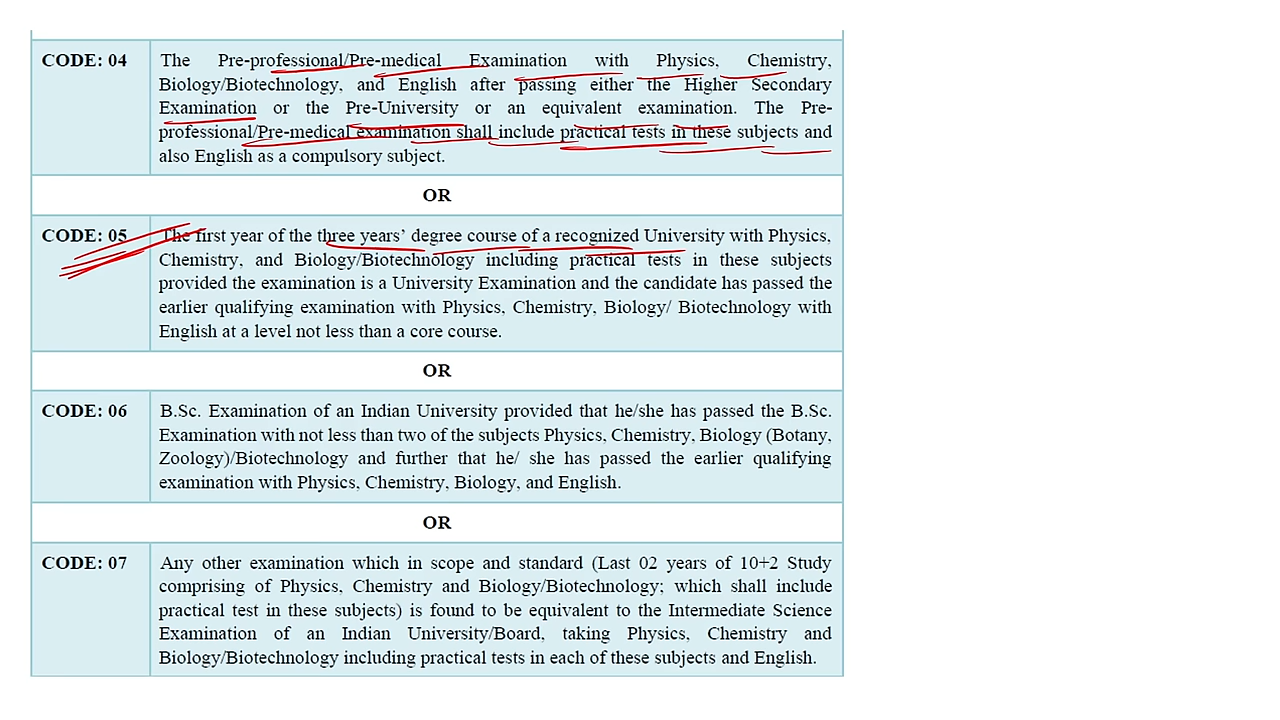 CODE: 04
The Pre-professional/Pre-medical Examination with Physics, Chemistry,
Biology/Biotechnology, and English after passing either the Higher Secondary
Examination or the Pre-University or an equivalent examination. The Pre-
professional/Pre-medical examination shall include practical tests in these subjects and
also English as a compulsory subject.
OR
CODE: 05
The first year of the three years’ degree course of a recognized University with Physics,
Chemistry, and Biology/Biotechnology including practical tests in these subjects
provided the examination is a University Examination and the candidate has passed the
earlier qualifying examination with Physics, Chemistry, Biology/ Biotechnology with
English at a level not less than a core course.
OR
CODE: 06
B.Sc. Examination of an Indian University provided that he/she has passed the B.Sc.
Examination with not less than two of the subjects Physics, Chemistry, Biology (Botany,
Zoology)/Biotechnology and further that he/ she has passed the earlier qualifying
examination with Physics, Chemistry, Biology, and English.
OR
CODE: 07
Any other examination which in scope and standard (Last 02 years of 10+2 Study
comprising of Physics, Chemistry and Biology/Biotechnology; which shall include
practical test in these subjects) is found to be equivalent to the Intermediate Science
Examination of an Indian University/Board, taking Physics, Chemistry and
Biology/Biotechnology including practical tests in each of these subjects and English.